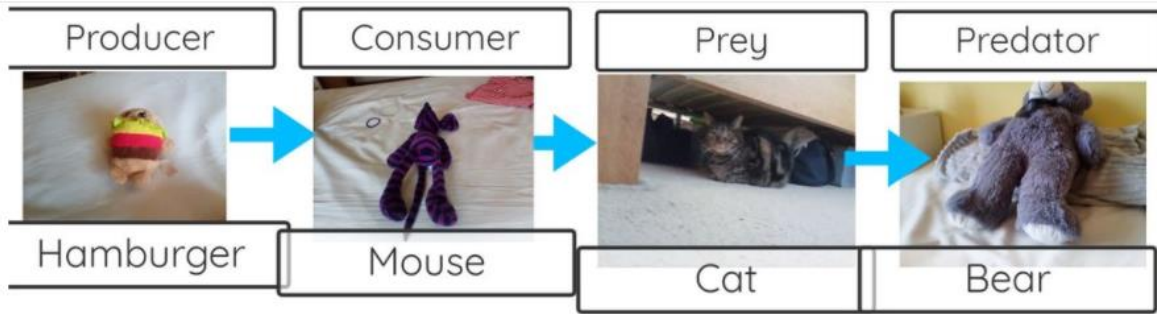 Producer
Consumer
Prey
Predator
Hamburger
Mouse
Cat
Bear